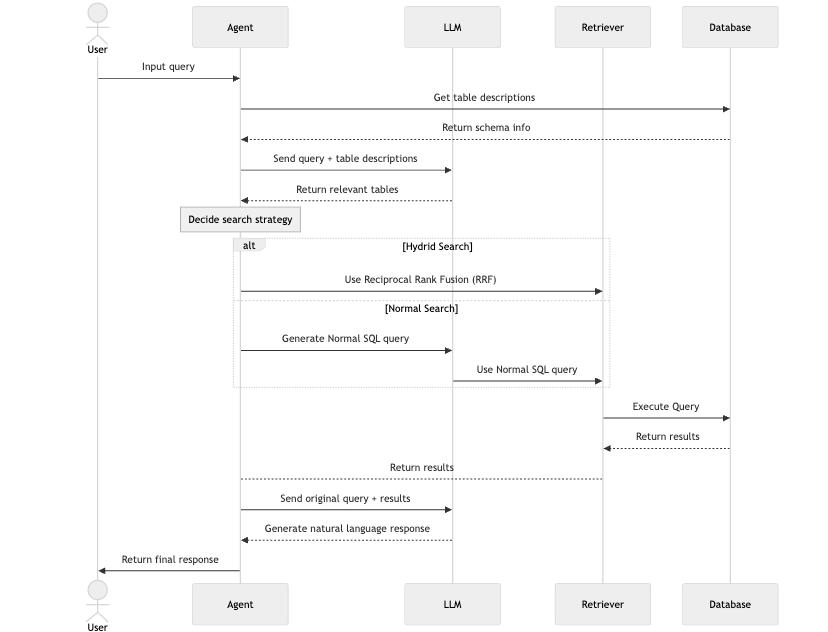 User
Agent
LLM
Retriever
Database
Input query
Get table descriptions
Return schema info
Send query + table descriptions
Return relevant tables
Decide search strategy
alt
[Hydrid Search]
Use Reciprocal Rank Fusion (RRF)
[Normal Search]
Generate Normal SQL query
Use Normal SQL query
Execute Query
Return results
Return results
Send original query + results
Generate natural language response
Return final response
User
Agent
LLM
Retriever
Database